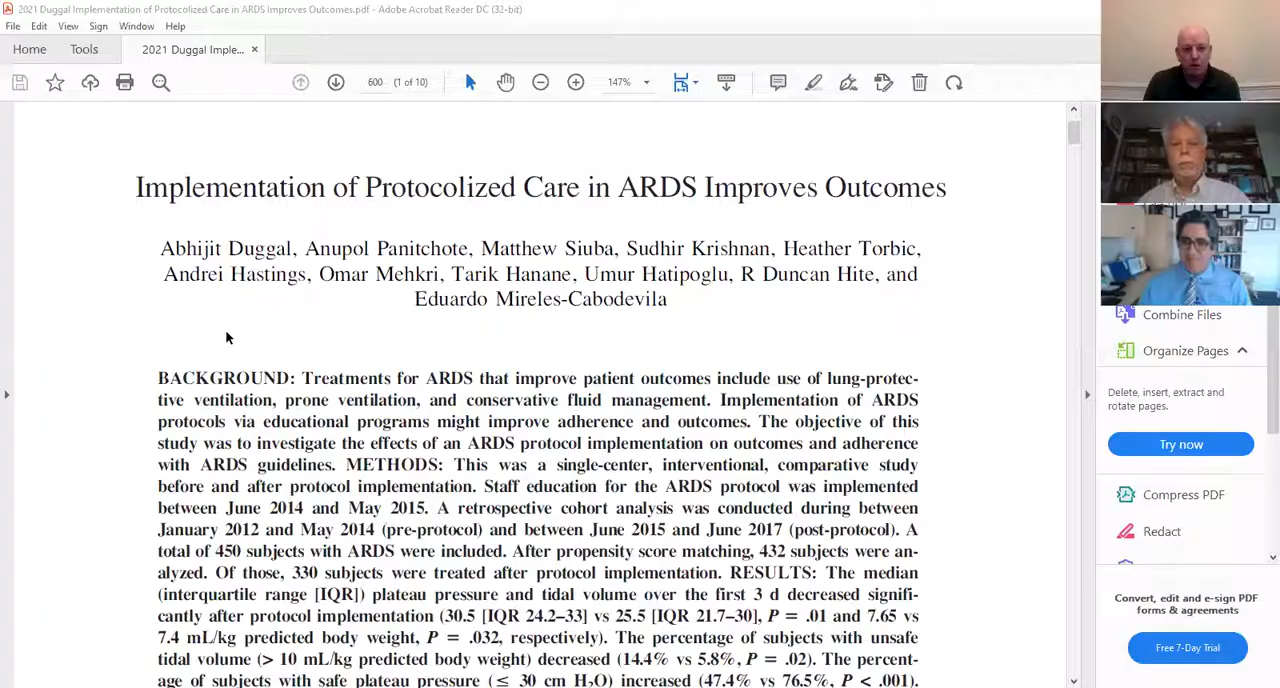 2021 Duggal Implementation of Protocolized Care in ARDS Improves Outcomes.pdf - Adobe Acrobat Reader DC (32-bit)
File Edit View Sign Window Help
Home Tools 2021 Duggal Imple... ×
600 (1 of 10) 147%
Implementation of Protocolized Care in ARDS Improves Outcomes
Abhijit Duggal, Anupol Panitchote, Matthew Siuba, Sudhir Krishnan, Heather Torbic,
Andrei Hastings, Omar Mehkri, Tarik Hanane, Umur Hatipoglu, R Duncan Hite, and
Eduardo Mireles-Cabodevila
BACKGROUND: Treatments for ARDS that improve patient outcomes include use of lung-protec-
tive ventilation, prone ventilation, and conservative fluid management. Implementation of ARDS
protocols via educational programs might improve adherence and outcomes. The objective of this
study was to investigate the effects of an ARDS protocol implementation on outcomes and adherence
with ARDS guidelines. METHODS: This was a single-center, interventional, comparative study
before and after protocol implementation. Staff education for the ARDS protocol was implemented
between June 2014 and May 2015. A retrospective cohort analysis was conducted during between
January 2012 and May 2014 (pre-protocol) and between June 2015 and June 2017 (post-protocol). A
total of 450 subjects with ARDS were included. After propensity score matching, 432 subjects were an-
alyzed. Of those, 330 subjects were treated after protocol implementation. RESULTS: The median
(interquartile range [IQR]) plateau pressure and tidal volume over the first 3 d decreased signifi-
cantly after protocol implementation (30.5 [IQR 24.2–33] vs 25.5 [IQR 21.7–30], P = .01 and 7.65 vs
7.4 mL/kg predicted body weight, P = .032, respectively). The percentage of subjects with unsafe
tidal volume (> 10 mL/kg predicted body weight) decreased (14.4% vs 5.8%, P = .02). The percent-
age of subjects with safe plateau pressure (≤ 30 cm H₂O) increased (47.4% vs 76.5%, P < .001).
Combine Files
Organize Pages
Delete, insert, extract and
rotate pages.
Try now
Compress PDF
Redact
Convert, edit and e-sign PDF
forms & agreements
Free 7-Day Trial